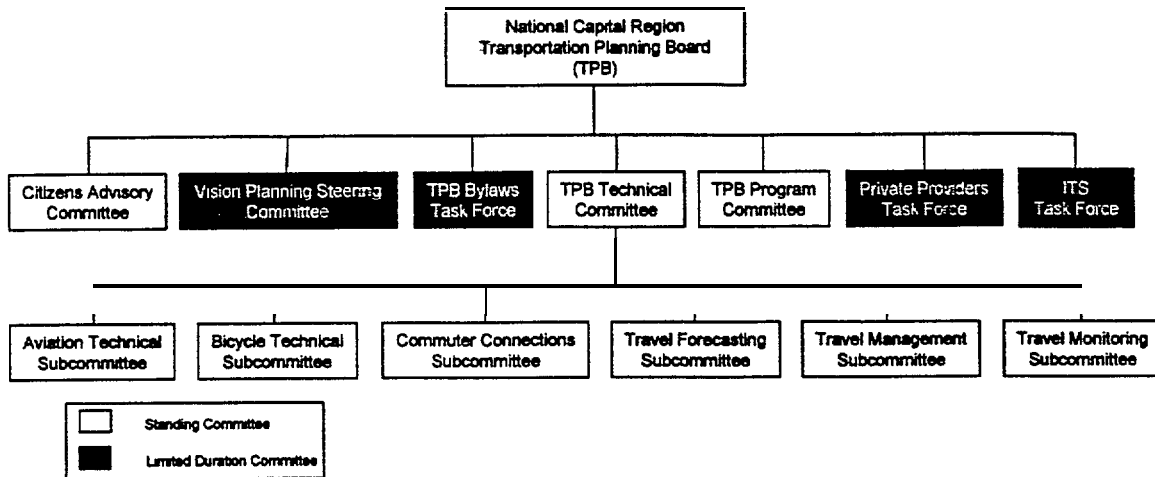 National Capital Region
Transportation Planning Board
(TPB)
Citizens Advisory
Committee
Vision Planning Steering
Committee
TPB Bylaws
Task Force
TPB Technical
Committee
TPB Program
Committee
Private Providers
Task Force
ITS
Task Force
Aviation Technical
Subcommittee
Bicycle Technical
Subcommittee
Commuter Connections
Subcommittee
Travel Forecasting
Subcommittee
Travel Management
Subcommittee
Travel Monitoring
Subcommittee
Standing Committee
Limited Duration Committee